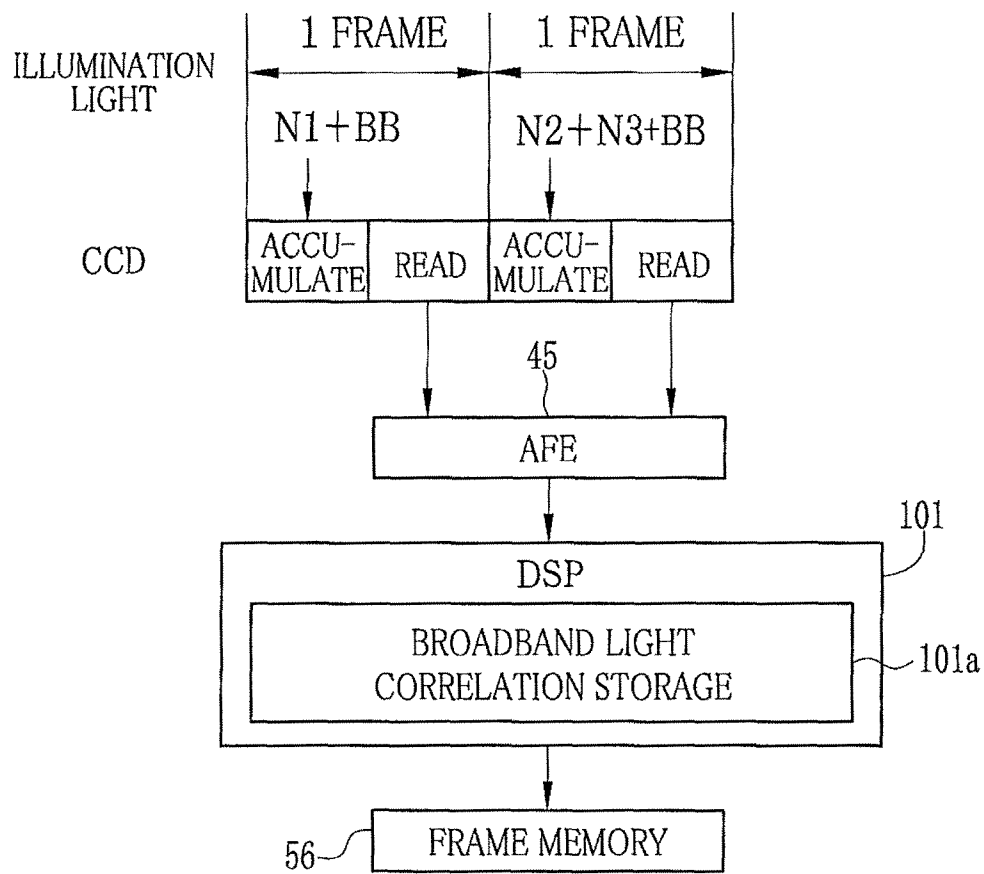 1 FRAME 1 FRAME
ILLUMINATION
LIGHT
N1+BB N2+N3+BB
CCD
ACCU-
MULATE
READ
ACCU-
MULATE
READ
45
AFE
101
DSP
BROADBAND LIGHT
CORRELATION STORAGE
101a
FRAME MEMORY
56